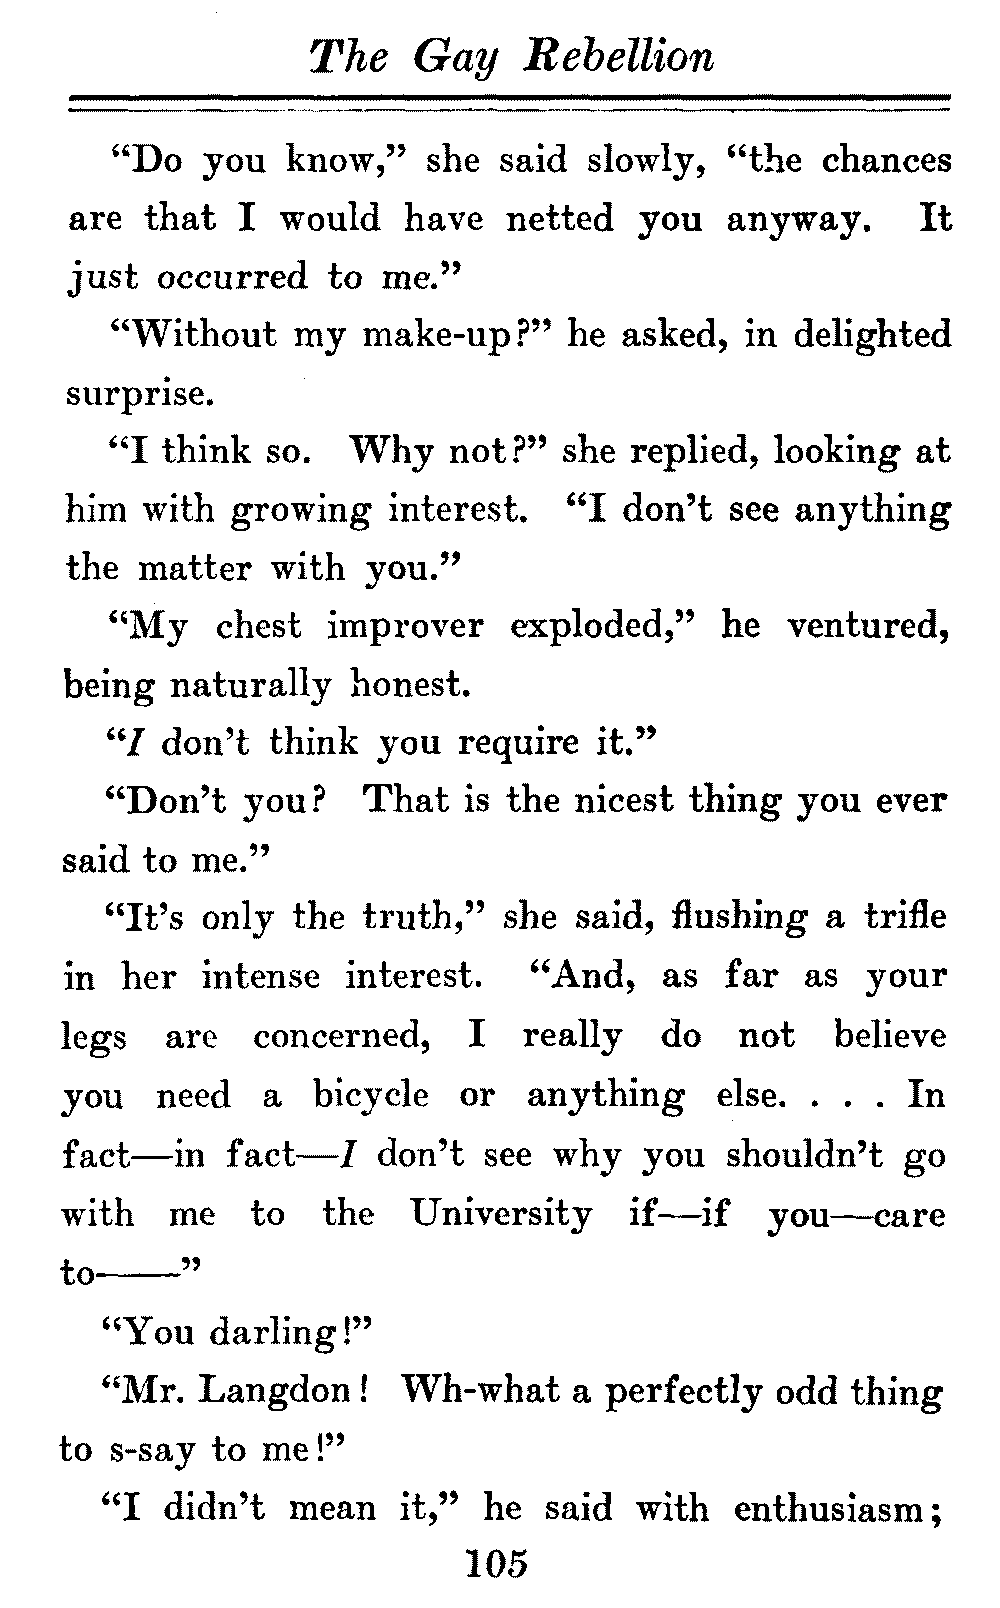 The Gay Rebellion
“Do you know,” she said slowly, “the chances
are that I would have netted you anyway. It
just occurred to me.”
“Without my make-up?” he asked, in delighted
surprise.
“I think so. Why not?” she replied, looking at
him with growing interest. “I don’t see anything
the matter with you.”
“My chest improver exploded,” he ventured,
being naturally honest.
“I don’t think you require it.”
“Don’t you? That is the nicest thing you ever
said to me.”
“It’s only the truth,” she said, flushing a trifle
in her intense interest. “And, as far as your
legs are concerned, I really do not believe
you need a bicycle or anything else. . . . In
fact—in fact—I don’t see why you shouldn’t go
with me to the University if—if you—care
to——”
“You darling!”
“Mr. Langdon! Wh-what a perfectly odd thing
to s-say to me!”
“I didn’t mean it,” he said with enthusiasm;
105